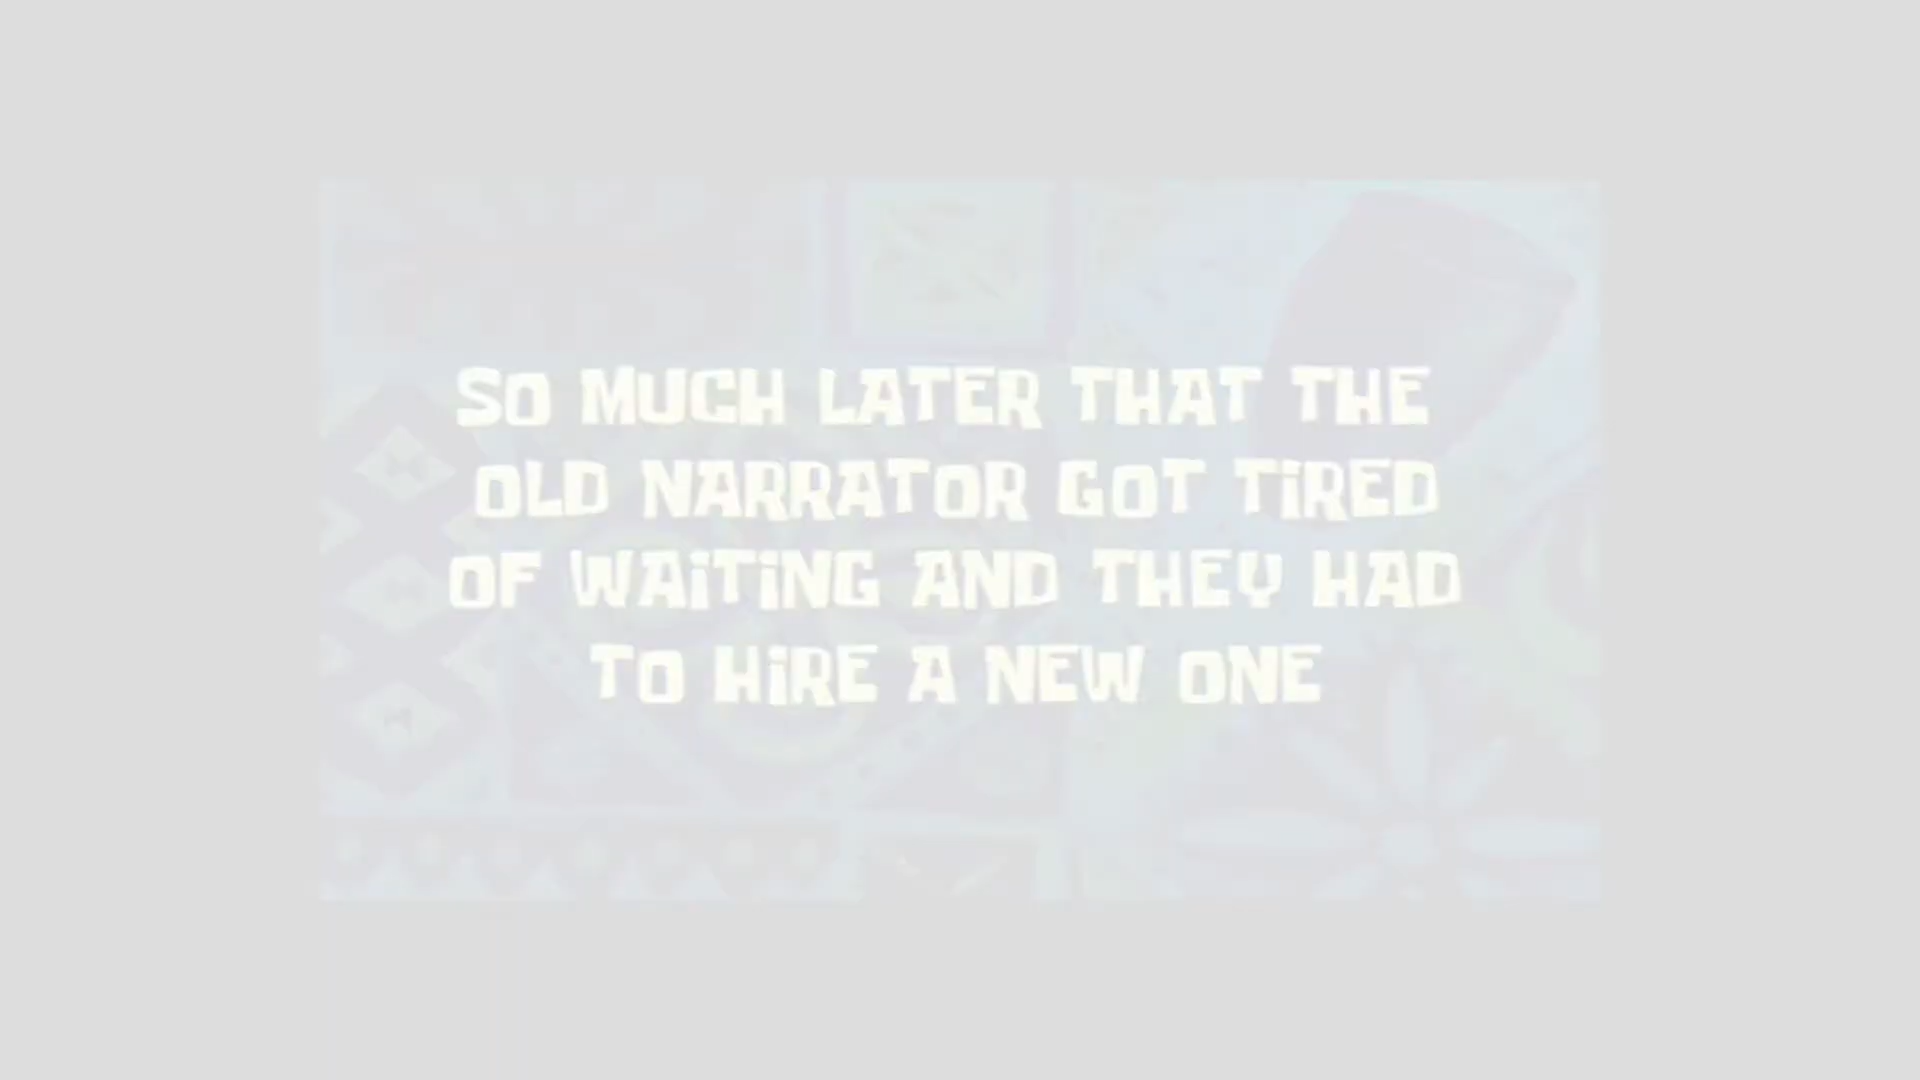 SO MUCH LATER THAT THE
OLD NARRATOR GOT TiRED
OF WAiTiNG AND THEY HAD
TO HiRE A NEW ONE